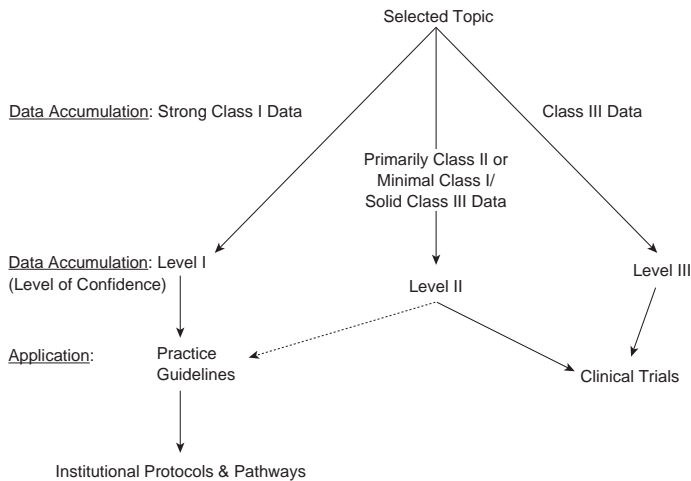 Selected Topic
Data Accumulation: Strong Class I Data
Class III Data
Primarily Class II or
Minimal Class I/
Solid Class III Data
Data Accumulation: Level I
(Level of Confidence)
Level II
Level III
Application:
Practice
Guidelines
Clinical Trials
Institutional Protocols & Pathways